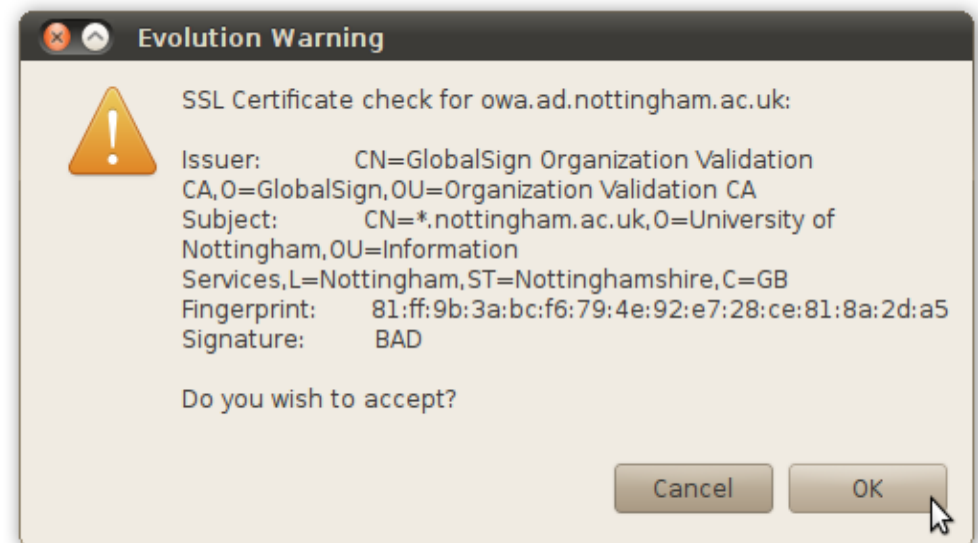 Evolution Warning
SSL Certificate check for owa.ad.nottingham.ac.uk:
Issuer: CN=GlobalSign Organization Validation
CA,O=GlobalSign,OU=Organization Validation CA
Subject: CN=*.nottingham.ac.uk,O=University of
Nottingham,OU=Information
Services,L=Nottingham,ST=Nottinghamshire,C=GB
Fingerprint: 81:ff:9b:3a:bc:f6:79:4e:92:e7:28:ce:81:8a:2d:a5
Signature: BAD
Do you wish to accept?
Cancel OK